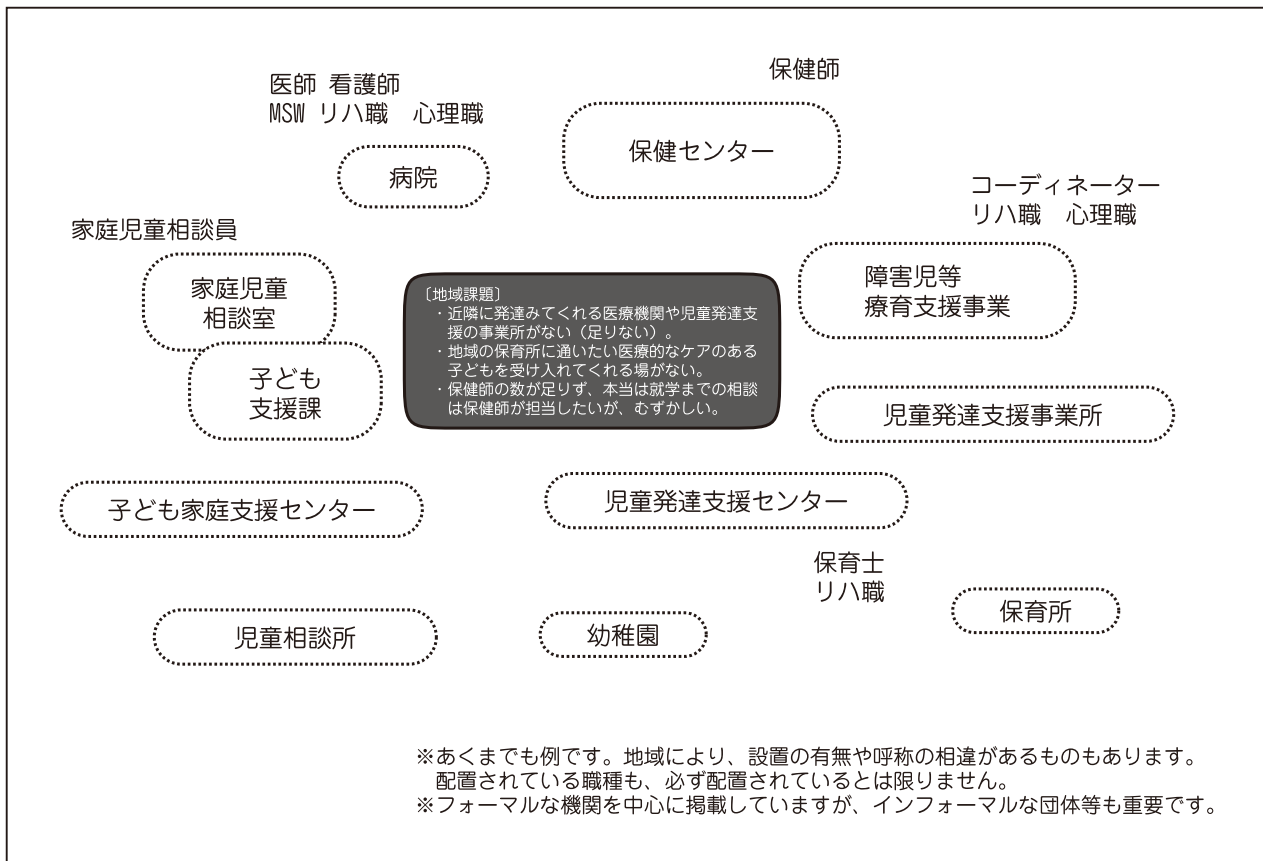 保健師
医師 看護師
MSW リハ職 心理職
保健センター
病院
コーディネーター
リハ職 心理職
家庭児童相談員
家庭児童
相談室
障害児等
療育支援事業
〔地域課題〕
・近隣に発達みてくれる医療機関や児童発達支
援の事業所がない（足りない）。
・地域の保育所に通いたい医療的なケアのある
子どもを受け入れてくれる場がない。
・保健師の数が足りず、本当は就学までの相談
は保健師が担当したいが、むずかしい。
子ども
支援課
児童発達支援事業所
子ども家庭支援センター
児童発達支援センター
保育士
リハ職
保育所
児童相談所
幼稚園
※あくまでも例です。地域により、設置の有無や呼称の相違があるものもあります。
配置されている職種も、必ず配置されているとは限りません。
※フォーマルな機関を中心に掲載していますが、インフォーマルな団体等も重要です。